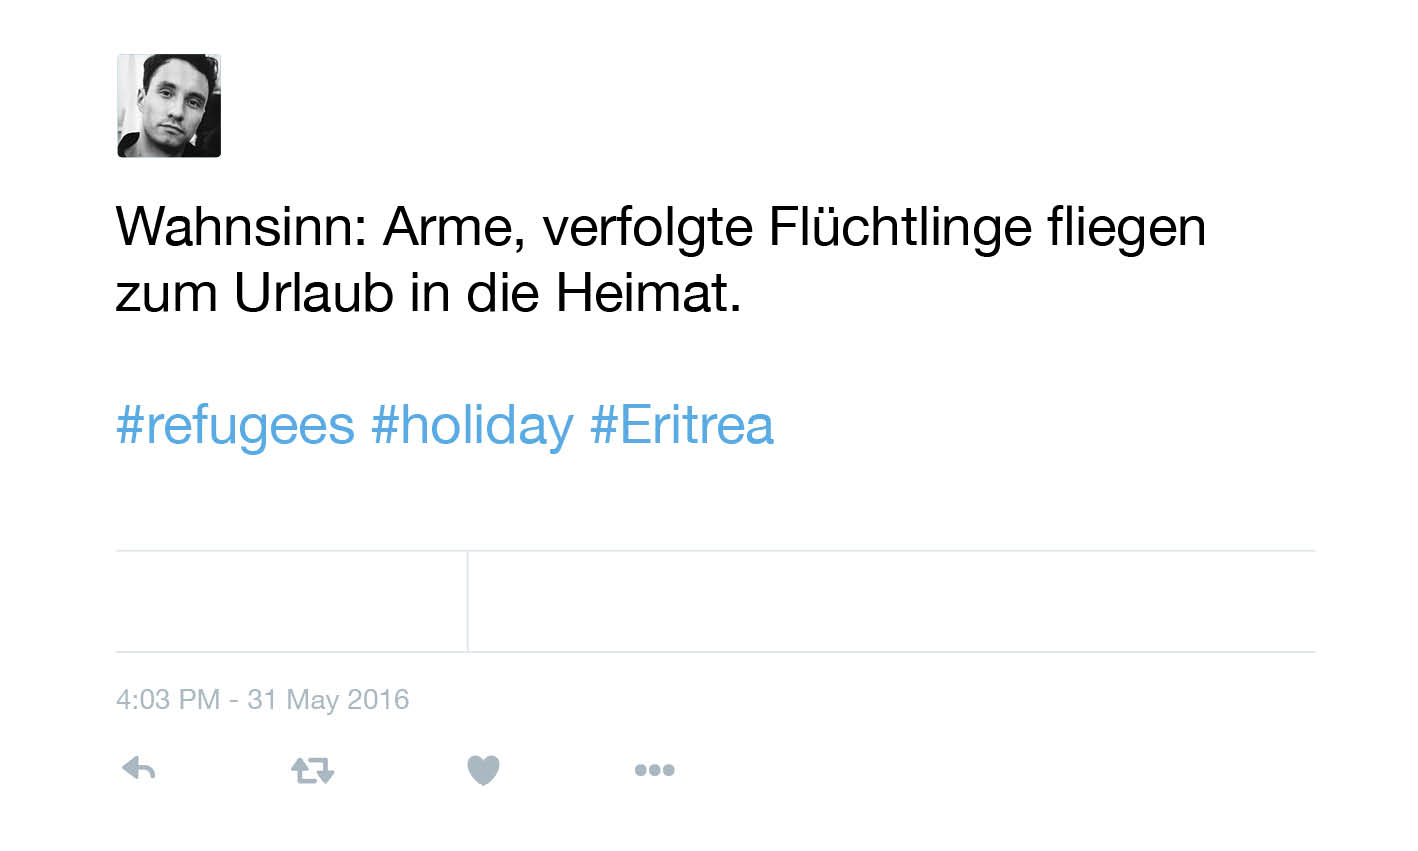 Wahnsinn: Arme, verfolgte Flüchtlinge fliegen
zum Urlaub in die Heimat.
#refugees #holiday #Eritrea
4:03 PM - 31 May 2016